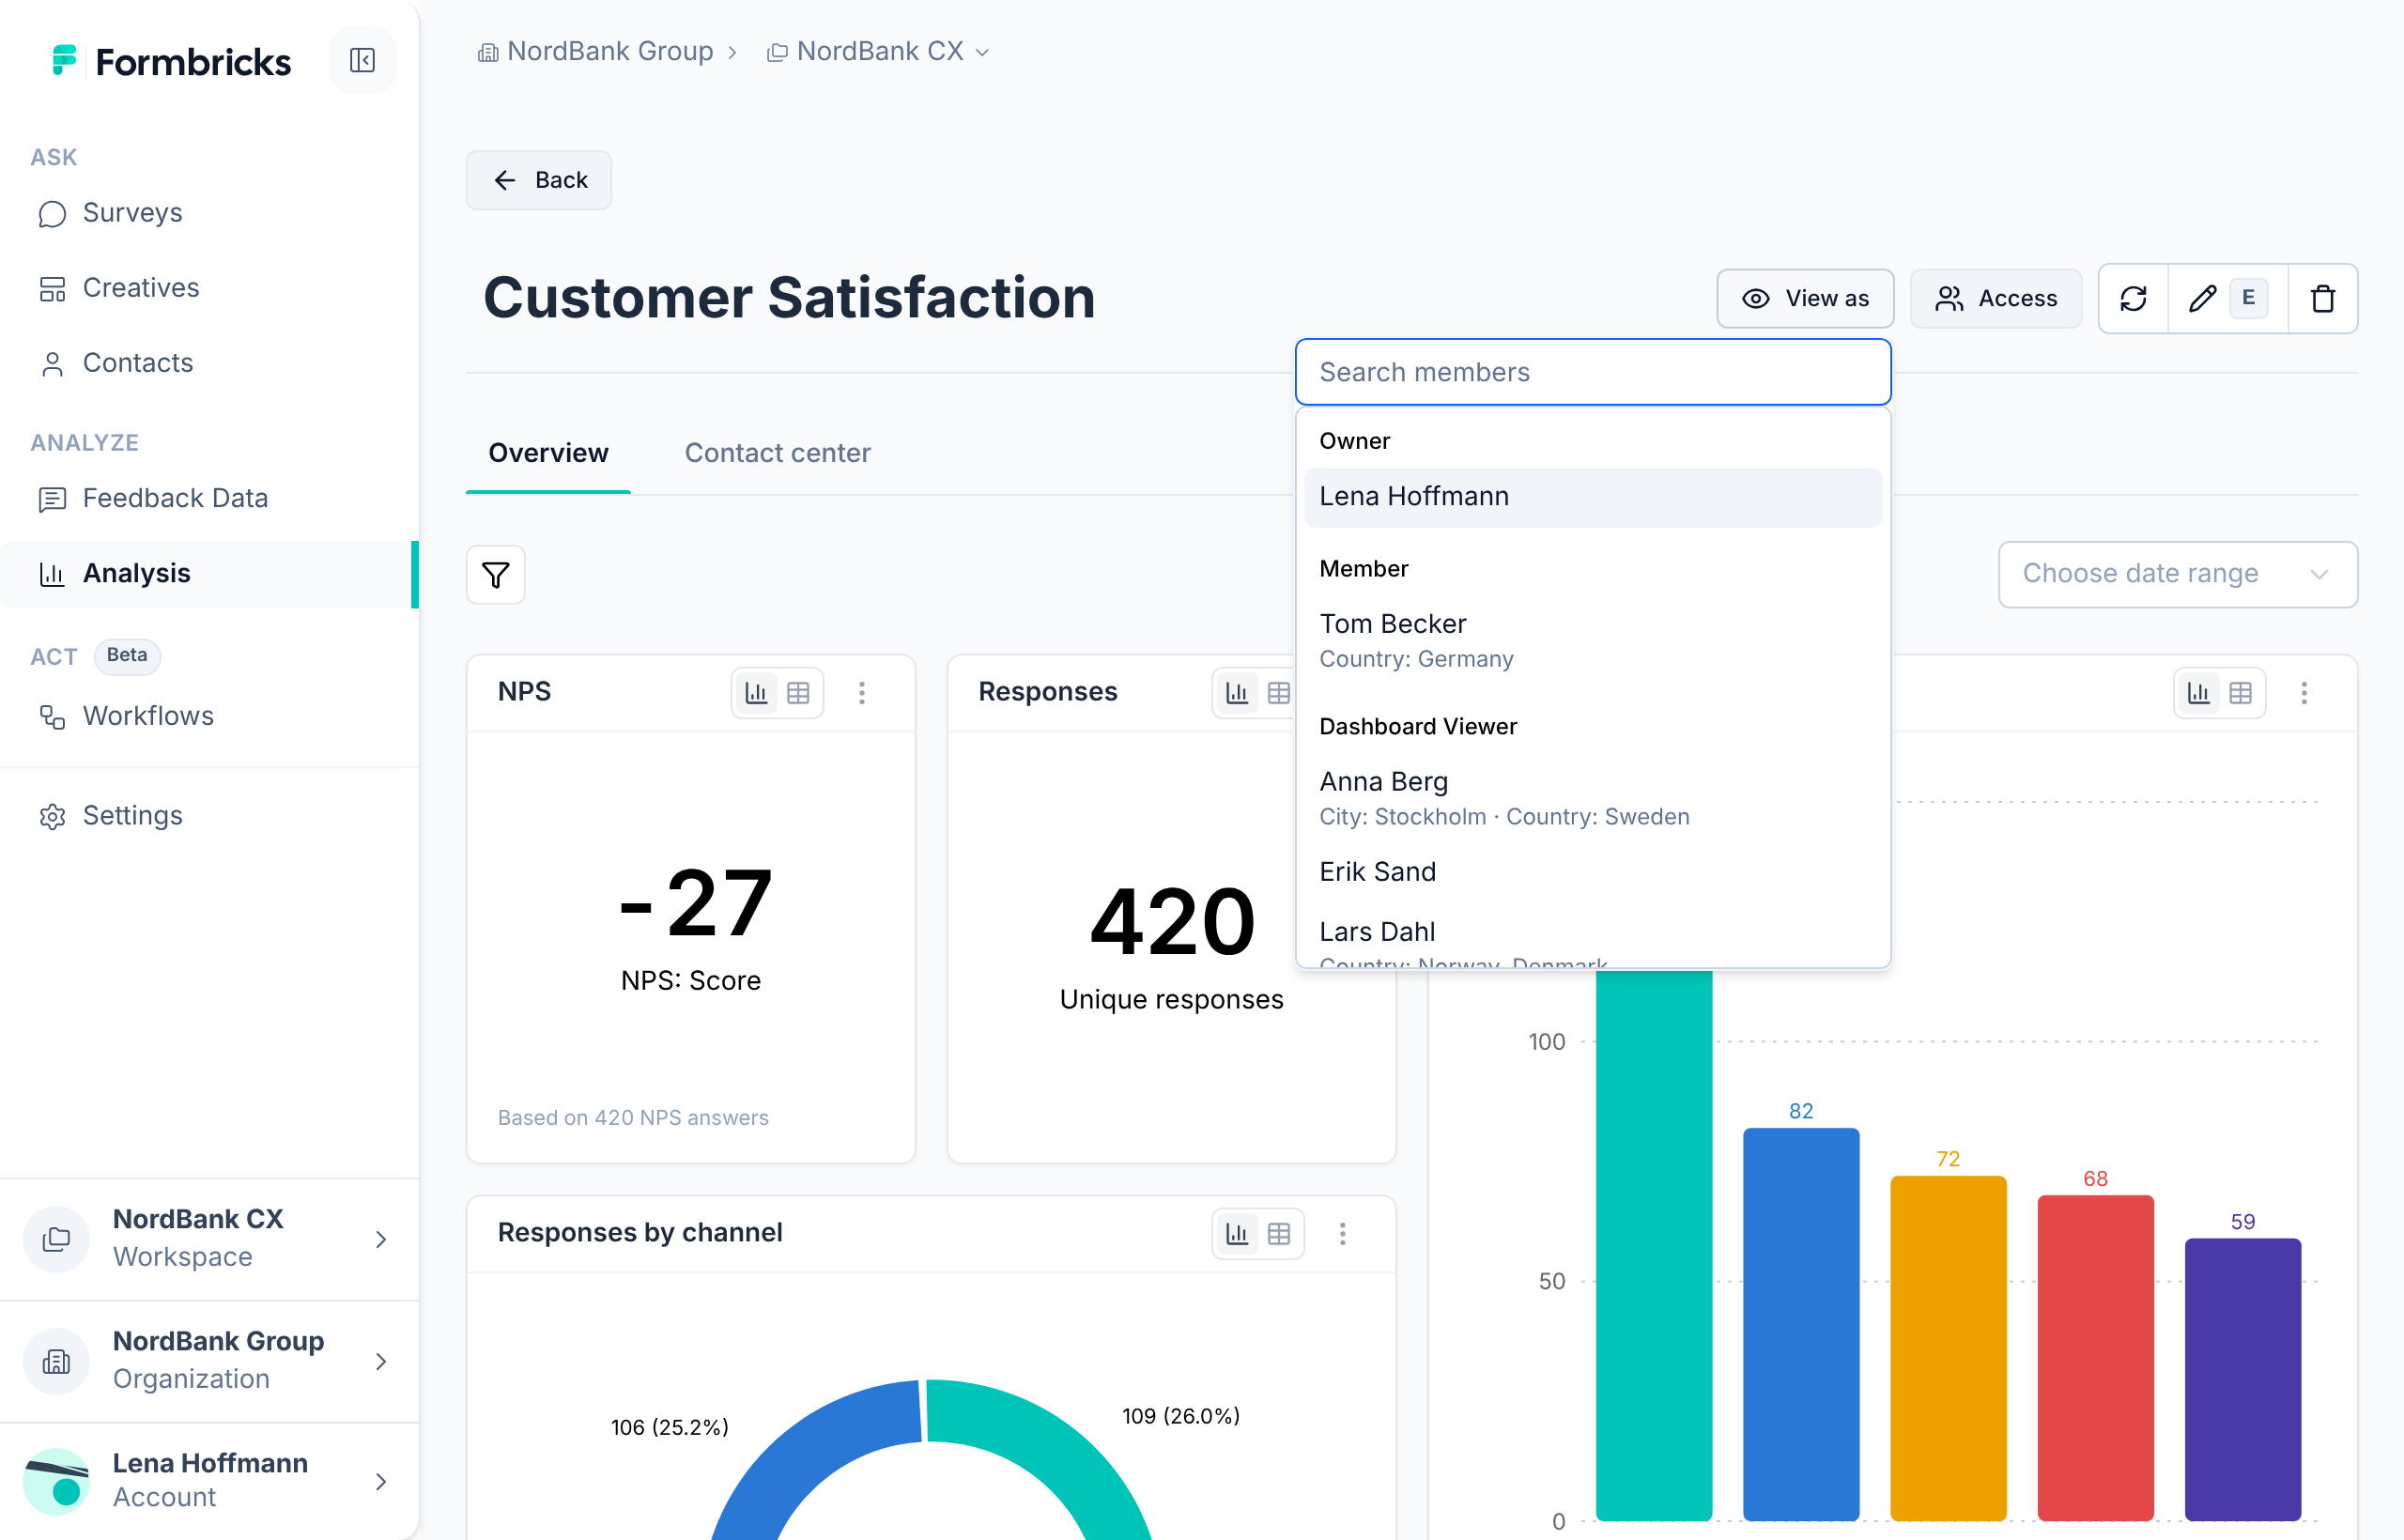 Formbricks
ASK
Surveys
Creatives
Contacts
ANALYZE
Feedback Data
Analysis
ACT Beta
Workflows
Settings
NordBank CX
Workspace
NordBank Group
Organization
Lena Hoffmann
Account
NordBank Group
NordBank CX
Back
Customer Satisfaction
View as
Access
E
Search members
Owner
Lena Hoffmann
Member
Tom Becker
Country: Germany
Dashboard Viewer
Anna Berg
City: Stockholm · Country: Sweden
Erik Sand
Lars Dahl
Country: Norway, Denmark
Overview
Contact center
Choose date range
NPS
-27
NPS: Score
Based on 420 NPS answers
Responses
420
Unique responses
Responses by channel
106 (25.2%)
109 (26.0%)
100
50
0
82
72
68
59